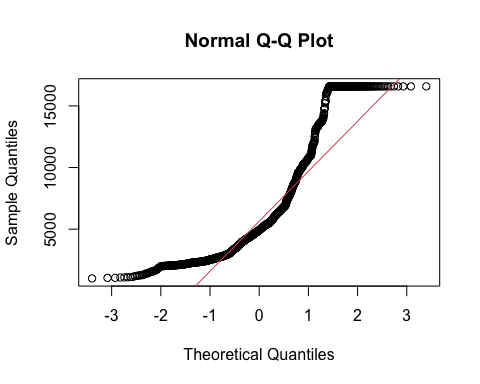 Normal Q-Q Plot
Sample Quantiles
15000
10000
5000
-3 -2 -1 0 1 2 3
Theoretical Quantiles